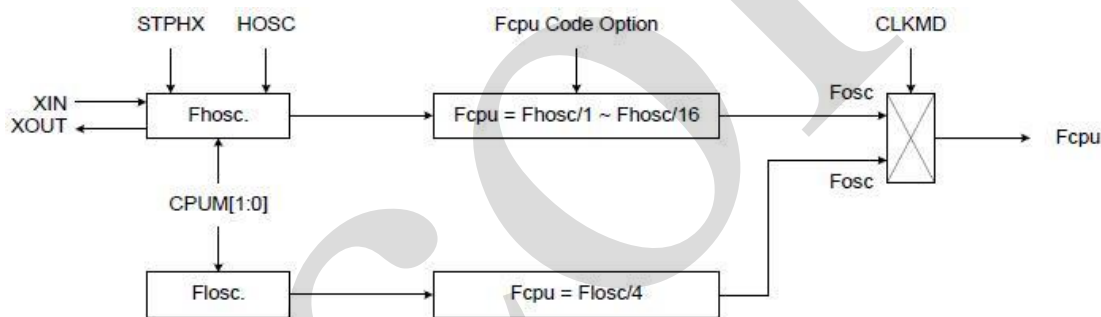 STPHX HOSC Fcpu Code Option CLKMD
XIN
XOUT
Fhosc.
Fcpu = Fhosc/1 ~ Fhosc/16
Fosc
Fcpu
Fosc
CPUM[1:0]
Flosc.
Fcpu = Flosc/4